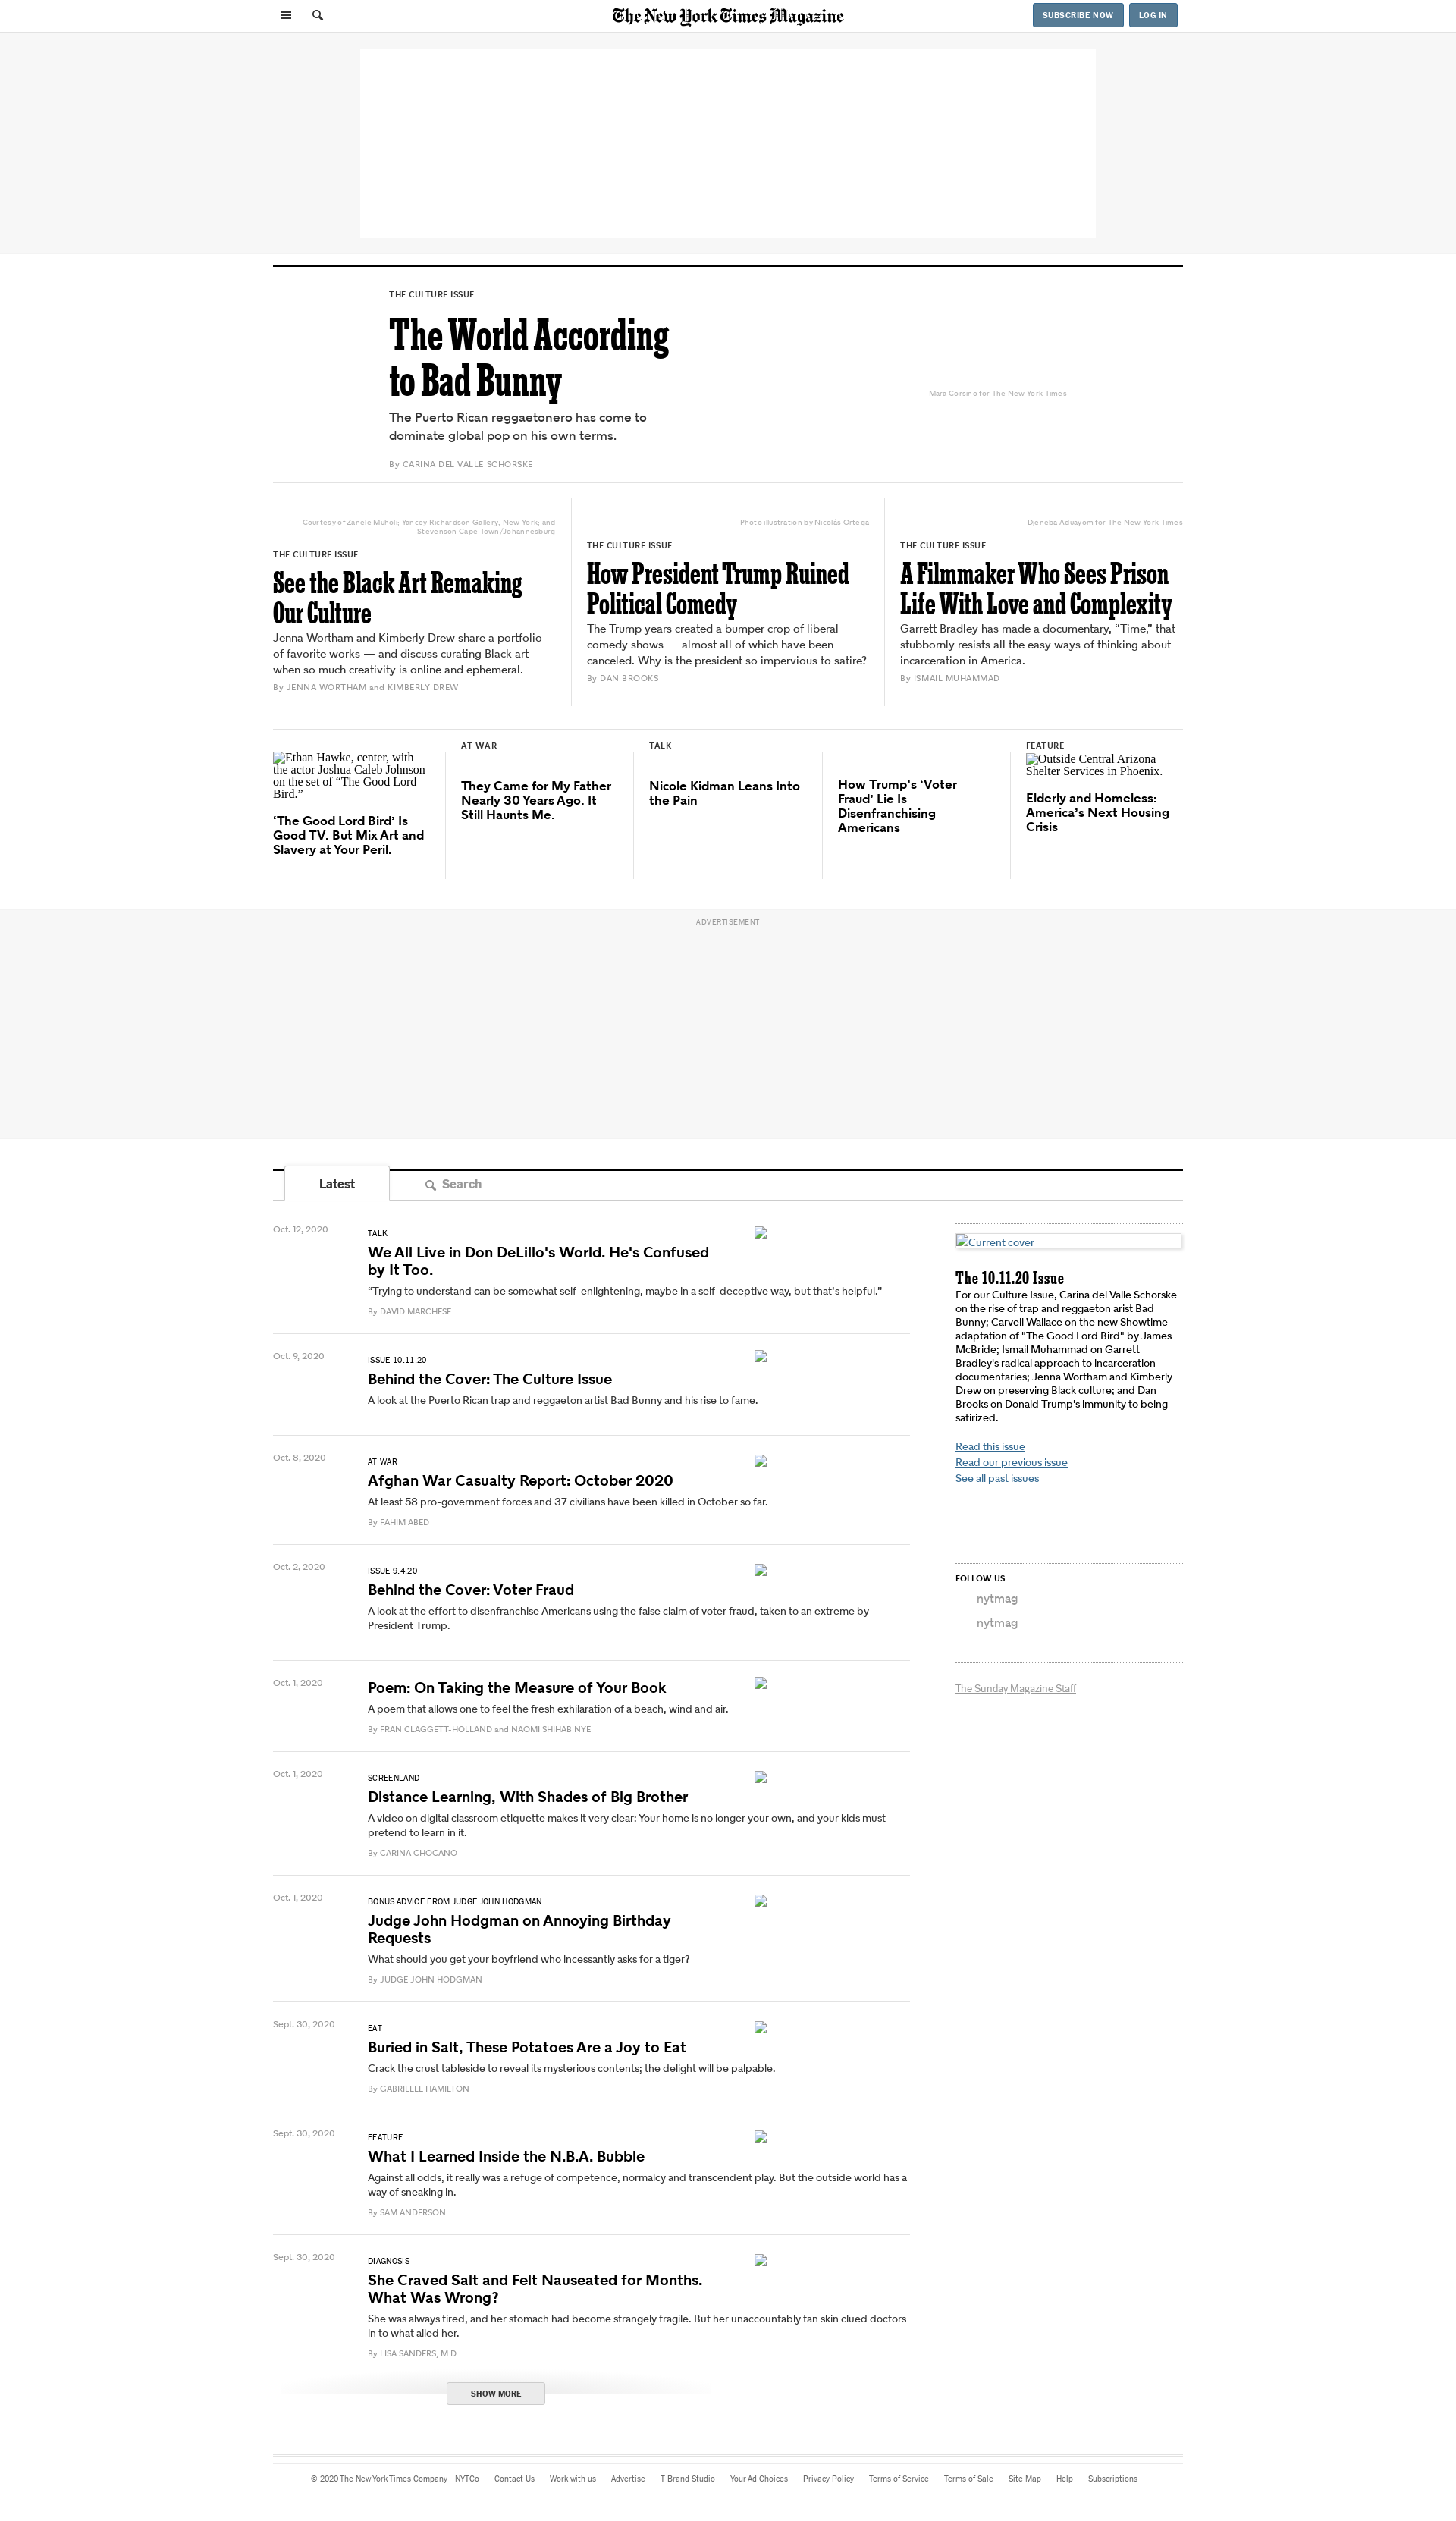 The New York Times Magazine
SUBSCRIBE NOW
LOG IN
THE CULTURE ISSUE
The World According
to Bad Bunny
The Puerto Rican reggaetonero has come to
dominate global pop on his own terms.
By CARINA DEL VALLE SCHORSKE
Mara Corsino for The New York Times
Courtesy of Zanele Muholi; Yancey Richardson Gallery, New York; and
Stevenson Cape Town/Johannesburg
THE CULTURE ISSUE
See the Black Art Remaking
Our Culture
Jenna Wortham and Kimberly Drew share a portfolio
of favorite works — and discuss curating Black art
when so much creativity is online and ephemeral.
By JENNA WORTHAM and KIMBERLY DREW
Photo illustration by Nicolás Ortega
THE CULTURE ISSUE
How President Trump Ruined
Political Comedy
The Trump years created a bumper crop of liberal
comedy shows — almost all of which have been
canceled. Why is the president so impervious to satire?
By DAN BROOKS
Djeneba Aduayom for The New York Times
THE CULTURE ISSUE
A Filmmaker Who Sees Prison
Life With Love and Complexity
Garrett Bradley has made a documentary, “Time,” that
stubbornly resists all the easy ways of thinking about
incarceration in America.
By ISMAIL MUHAMMAD
Ethan Hawke, center, with
the actor Joshua Caleb Johnson
on the set of “The Good Lord
Bird.”
‘The Good Lord Bird’ Is
Good TV. But Mix Art and
Slavery at Your Peril.
AT WAR
They Came for My Father
Nearly 30 Years Ago. It
Still Haunts Me.
TALK
Nicole Kidman Leans Into
the Pain
How Trump’s ‘Voter
Fraud’ Lie Is
Disenfranchising
Americans
FEATURE
Outside Central Arizona
Shelter Services in Phoenix.
Elderly and Homeless:
America’s Next Housing
Crisis
ADVERTISEMENT
Latest
Search
Oct. 12, 2020
TALK
We All Live in Don DeLillo's World. He's Confused
by It Too.
“Trying to understand can be somewhat self-enlightening, maybe in a self-deceptive way, but that’s helpful.”
By DAVID MARCHESE
Oct. 9, 2020
ISSUE 10.11.20
Behind the Cover: The Culture Issue
A look at the Puerto Rican trap and reggaeton artist Bad Bunny and his rise to fame.
Oct. 8, 2020
AT WAR
Afghan War Casualty Report: October 2020
At least 58 pro-government forces and 37 civilians have been killed in October so far.
By FAHIM ABED
Oct. 2, 2020
ISSUE 9.4.20
Behind the Cover: Voter Fraud
A look at the effort to disenfranchise Americans using the false claim of voter fraud, taken to an extreme by
President Trump.
Oct. 1, 2020
Poem: On Taking the Measure of Your Book
A poem that allows one to feel the fresh exhilaration of a beach, wind and air.
By FRAN CLAGGETT-HOLLAND and NAOMI SHIHAB NYE
Oct. 1, 2020
SCREENLAND
Distance Learning, With Shades of Big Brother
A video on digital classroom etiquette makes it very clear: Your home is no longer your own, and your kids must
pretend to learn in it.
By CARINA CHOCANO
Oct. 1, 2020
BONUS ADVICE FROM JUDGE JOHN HODGMAN
Judge John Hodgman on Annoying Birthday
Requests
What should you get your boyfriend who incessantly asks for a tiger?
By JUDGE JOHN HODGMAN
Sept. 30, 2020
EAT
Buried in Salt, These Potatoes Are a Joy to Eat
Crack the crust tableside to reveal its mysterious contents; the delight will be palpable.
By GABRIELLE HAMILTON
Sept. 30, 2020
FEATURE
What I Learned Inside the N.B.A. Bubble
Against all odds, it really was a refuge of competence, normalcy and transcendent play. But the outside world has a
way of sneaking in.
By SAM ANDERSON
Sept. 30, 2020
DIAGNOSIS
She Craved Salt and Felt Nauseated for Months.
What Was Wrong?
She was always tired, and her stomach had become strangely fragile. But her unaccountably tan skin clued doctors
in to what ailed her.
By LISA SANDERS, M.D.
SHOW MORE
Current cover
The 10.11.20 Issue
For our Culture Issue, Carina del Valle Schorske
on the rise of trap and reggaeton arist Bad
Bunny; Carvell Wallace on the new Showtime
adaptation of "The Good Lord Bird" by James
McBride; Ismail Muhammad on Garrett
Bradley's radical approach to incarceration
documentaries; Jenna Wortham and Kimberly
Drew on preserving Black culture; and Dan
Brooks on Donald Trump's immunity to being
satirized.
Read this issue
Read our previous issue
See all past issues
FOLLOW US
nytmag
nytmag
The Sunday Magazine Staff
© 2020 The New York Times Company NYTCo Contact Us Work with us Advertise T Brand Studio Your Ad Choices Privacy Policy Terms of Service Terms of Sale Site Map Help Subscriptions